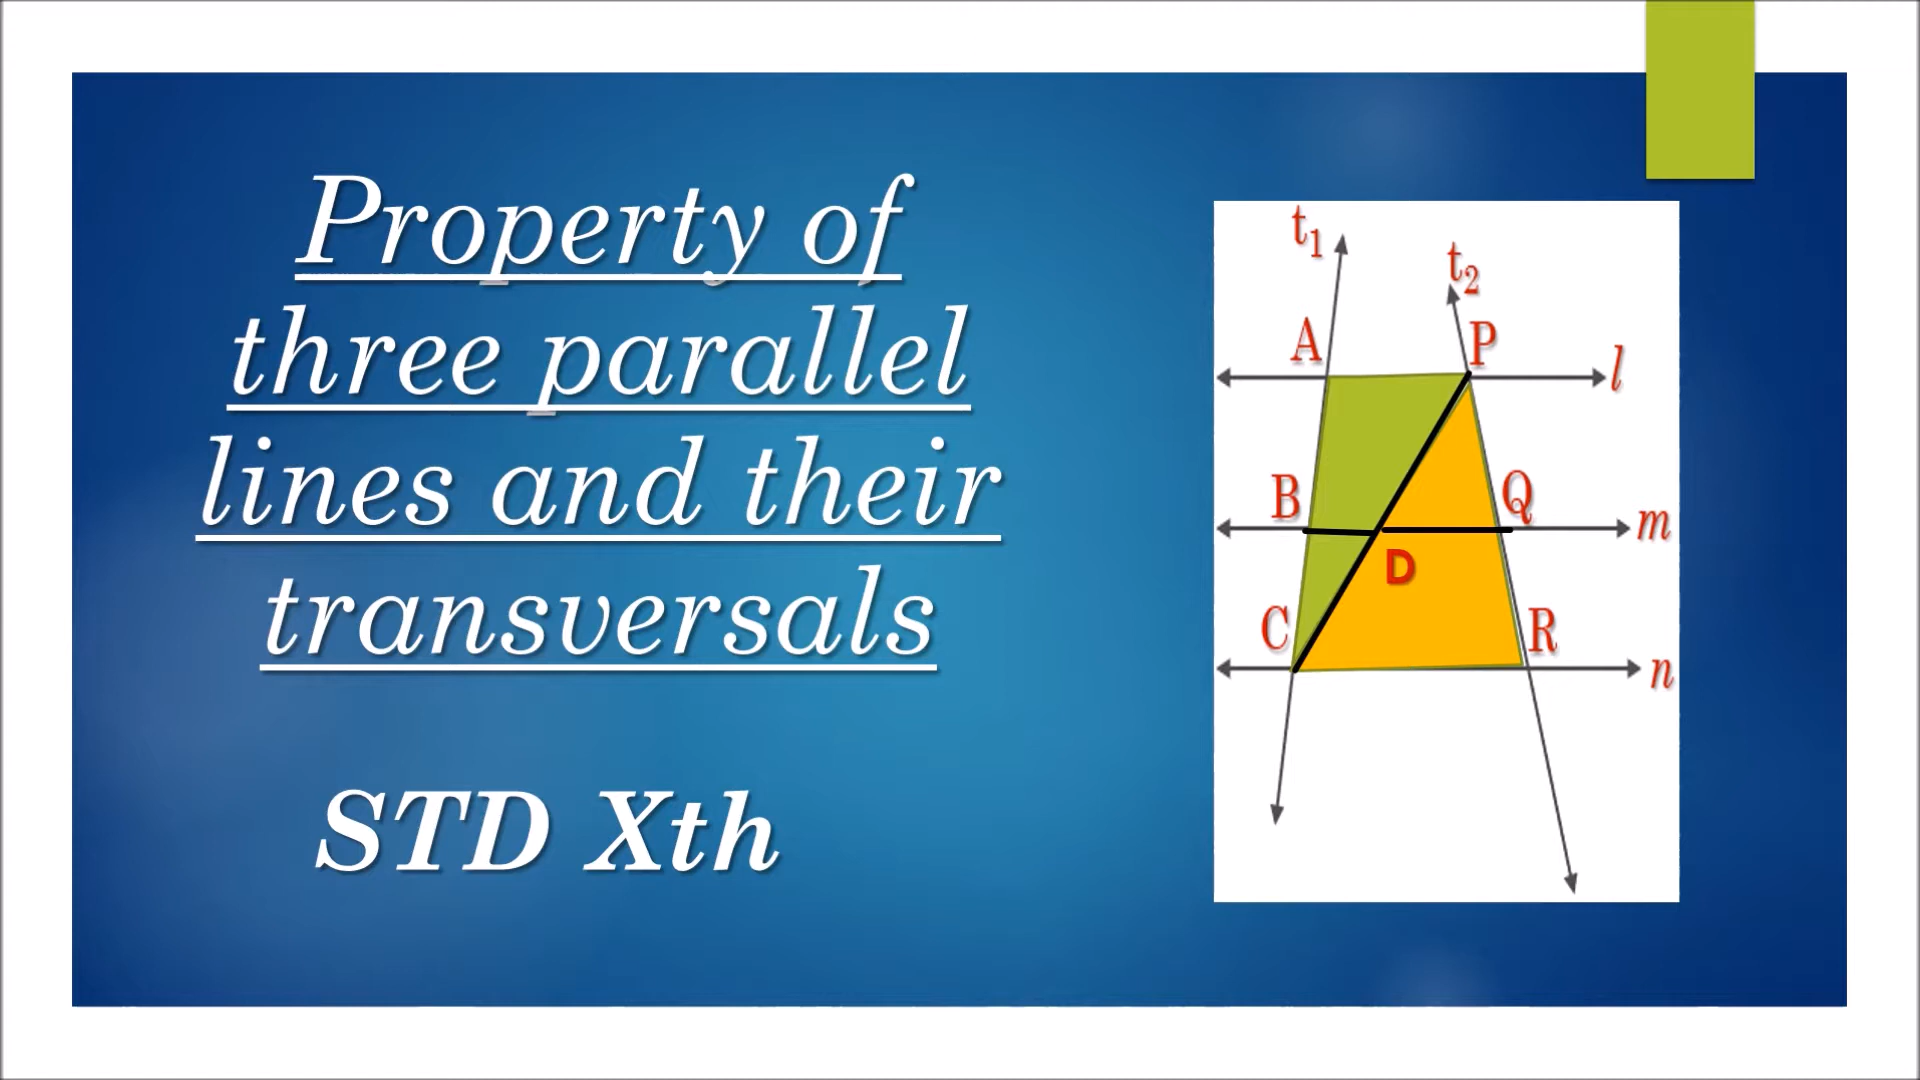 Property of
three parallel
lines and their
transversals
STD Xth
t₁
t₂
A
P
l
B
Q
m
D
C
R
n